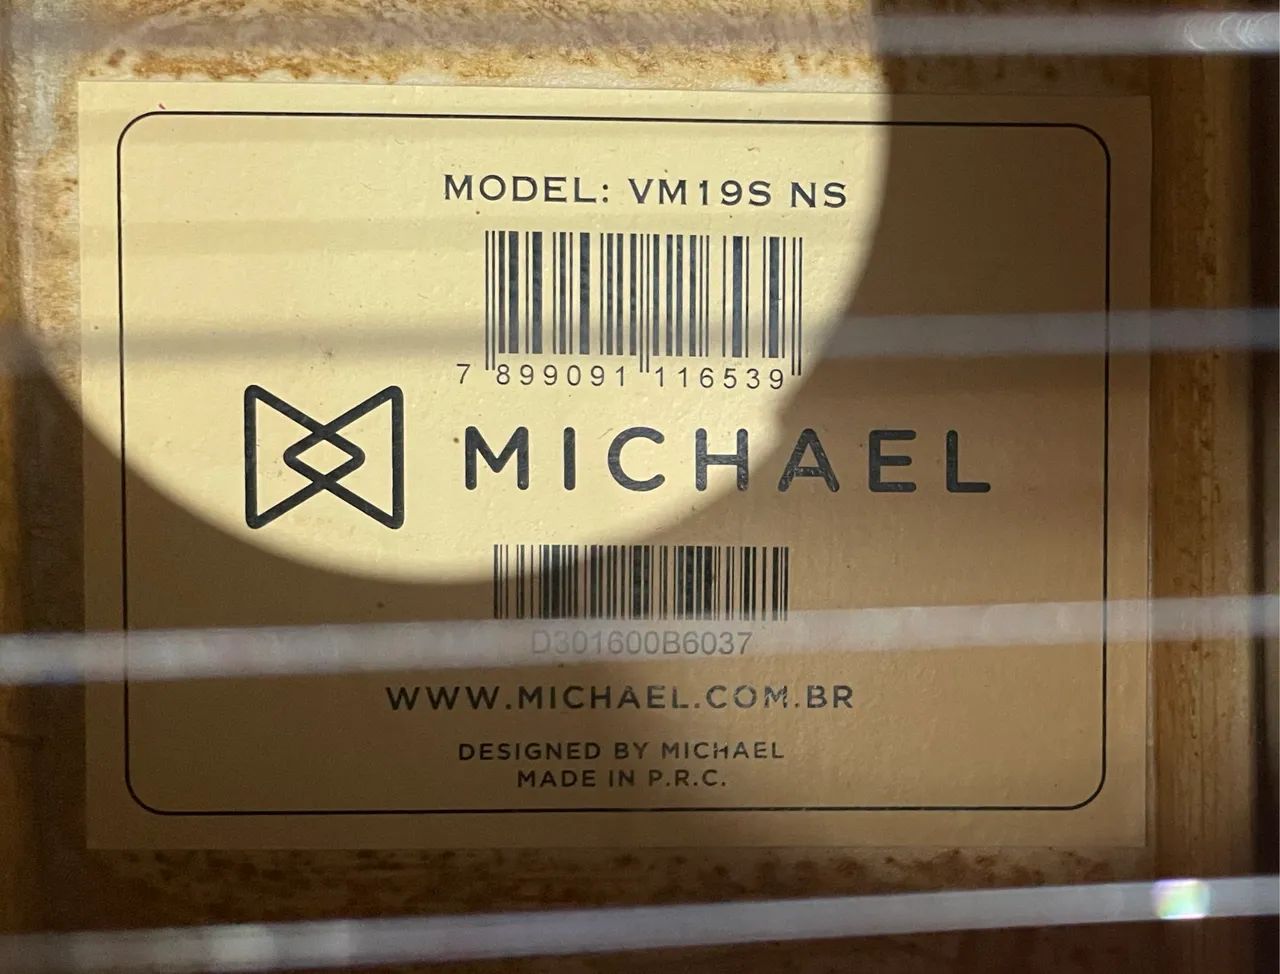 MODEL: VM19S NS
7 899091 116539
MICHAEL
D301600B6037
WWW.MICHAEL.COM.BR
DESIGNED BY MICHAEL
MADE IN P.R.C.